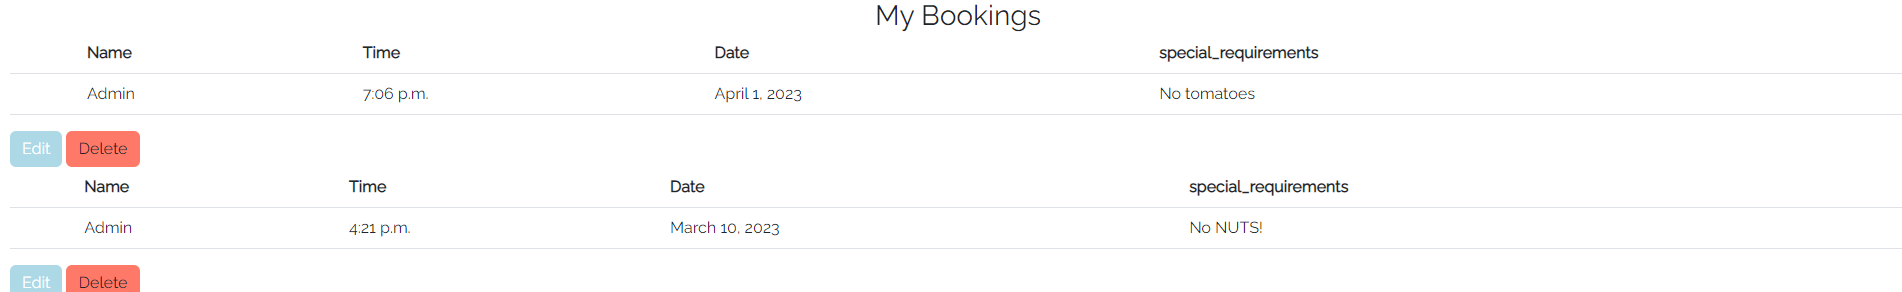 My Bookings
Name Time Date special_requirements
Admin 7:06 p.m. April 1, 2023 No tomatoes
Edit Delete
Name Time Date special_requirements
Admin 4:21 p.m. March 10, 2023 No NUTS!
Edit Delete